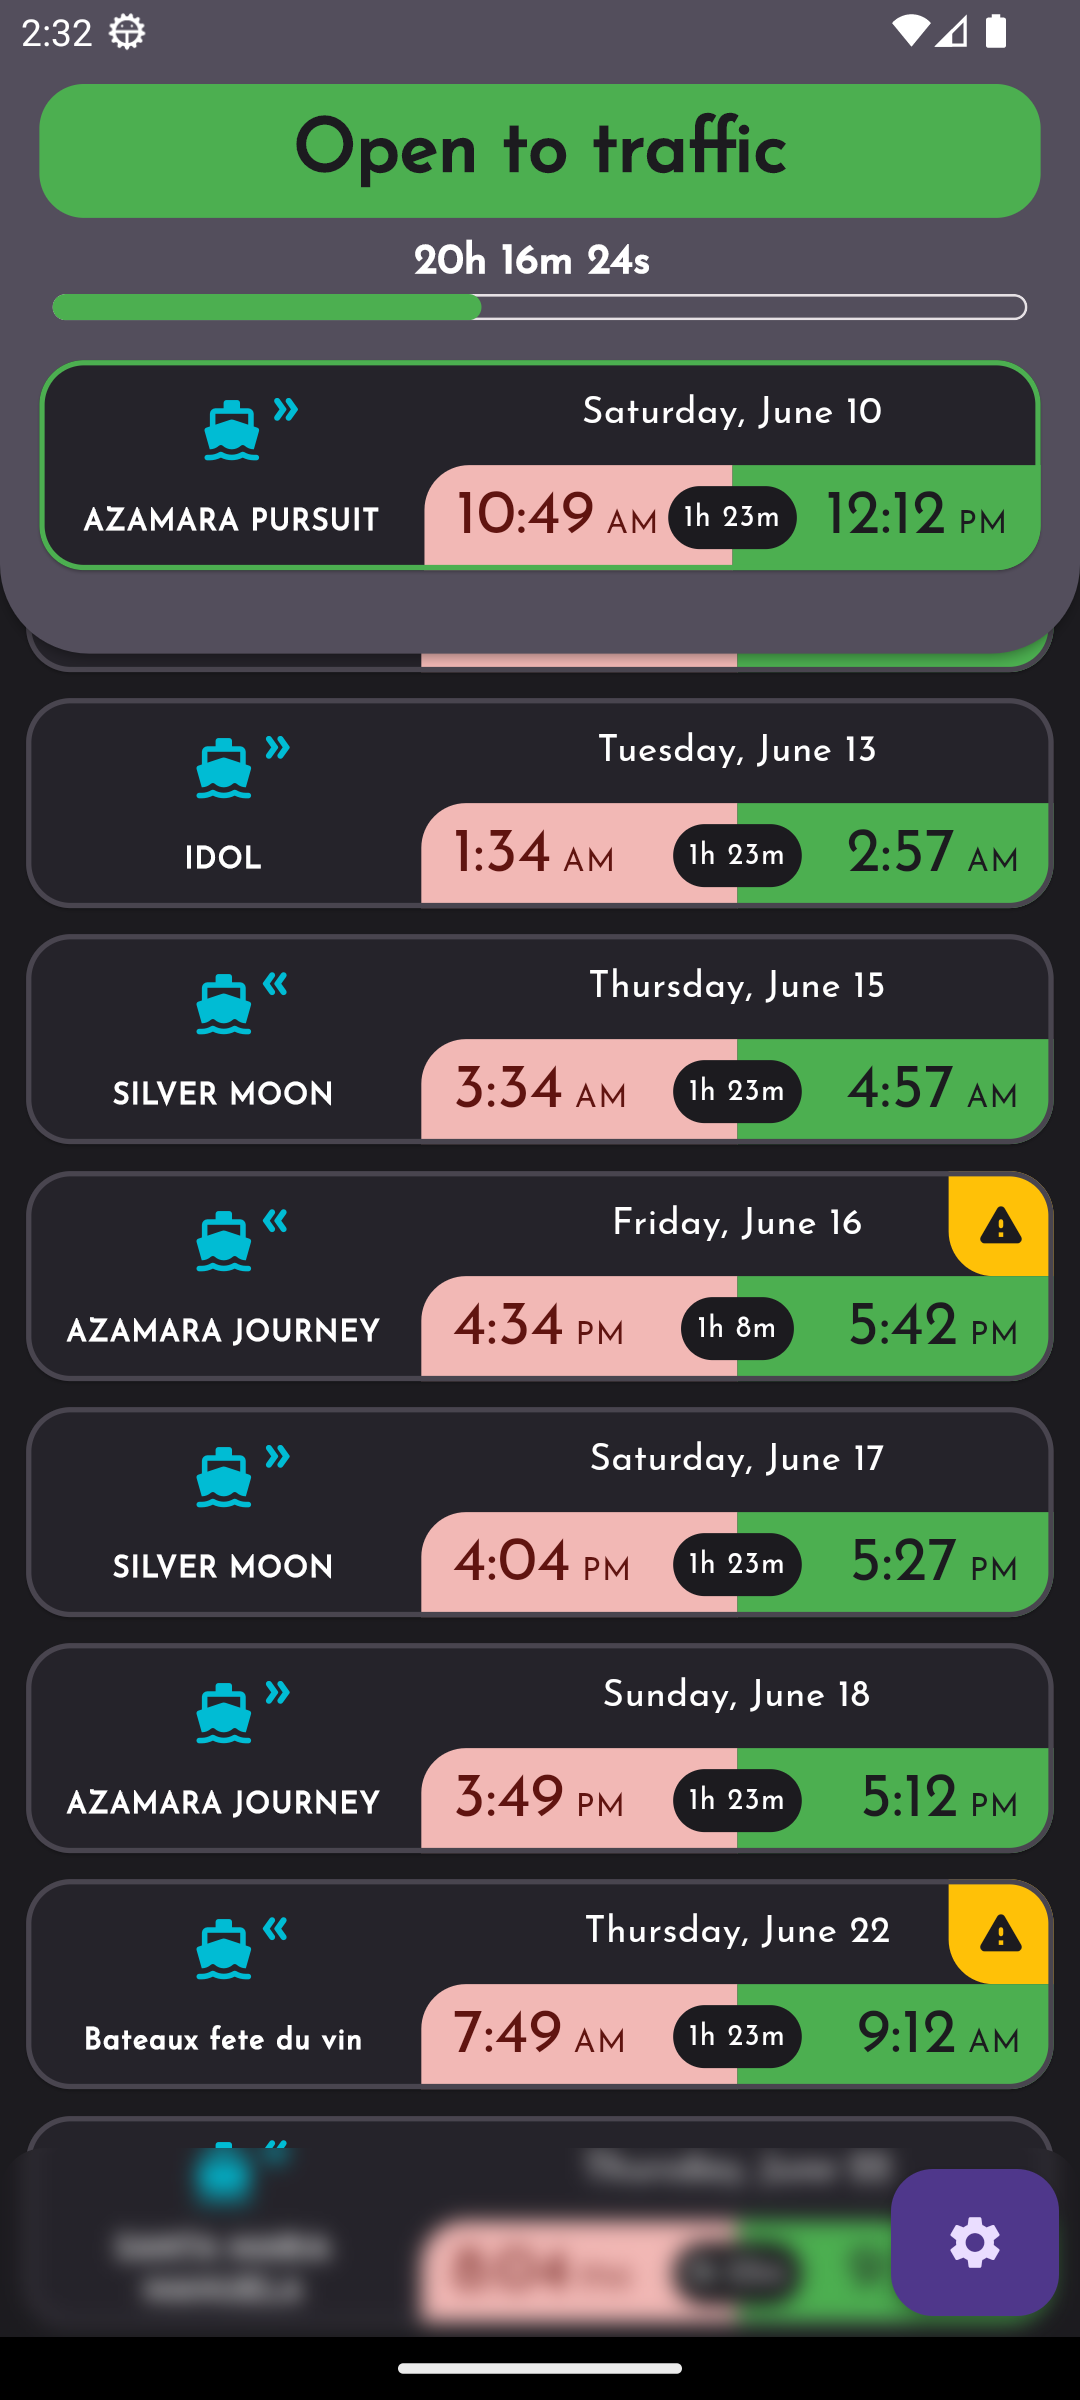 2:32
Open to traffic
20h 16m 24s
Saturday, June 10
AZAMARA PURSUIT
10:49 AM 1h 23m 12:12 PM
Tuesday, June 13
IDOL
1:34 AM 1h 23m 2:57 AM
Thursday, June 15
SILVER MOON
3:34 AM 1h 23m 4:57 AM
Friday, June 16
AZAMARA JOURNEY
4:34 PM 1h 8m 5:42 PM
Saturday, June 17
SILVER MOON
4:04 PM 1h 23m 5:27 PM
Sunday, June 18
AZAMARA JOURNEY
3:49 PM 1h 23m 5:12 PM
Thursday, June 22
Bateaux fete du vin
7:49 AM 1h 23m 9:12 AM